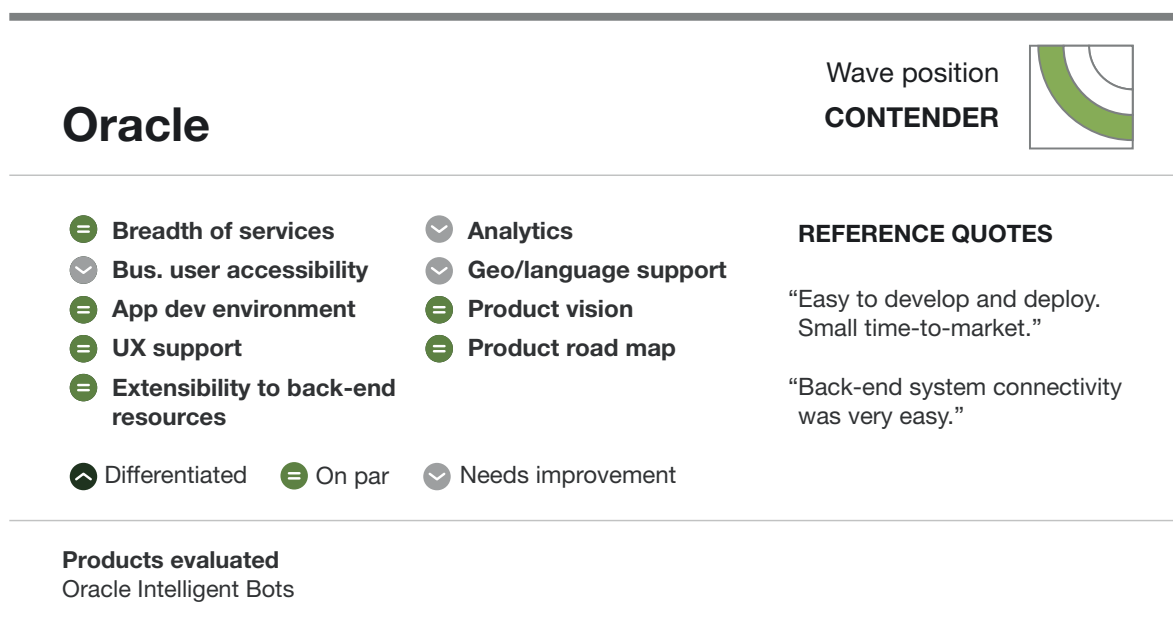 Wave position
CONTENDER
Oracle
Breadth of services
Bus. user accessibility
App dev environment
UX support
Extensibility to back-end
resources
Analytics
Geo/language support
Product vision
Product road map
REFERENCE QUOTES
“Easy to develop and deploy.
Small time-to-market.”
“Back-end system connectivity
was very easy.”
Differentiated
On par
Needs improvement
Products evaluated
Oracle Intelligent Bots